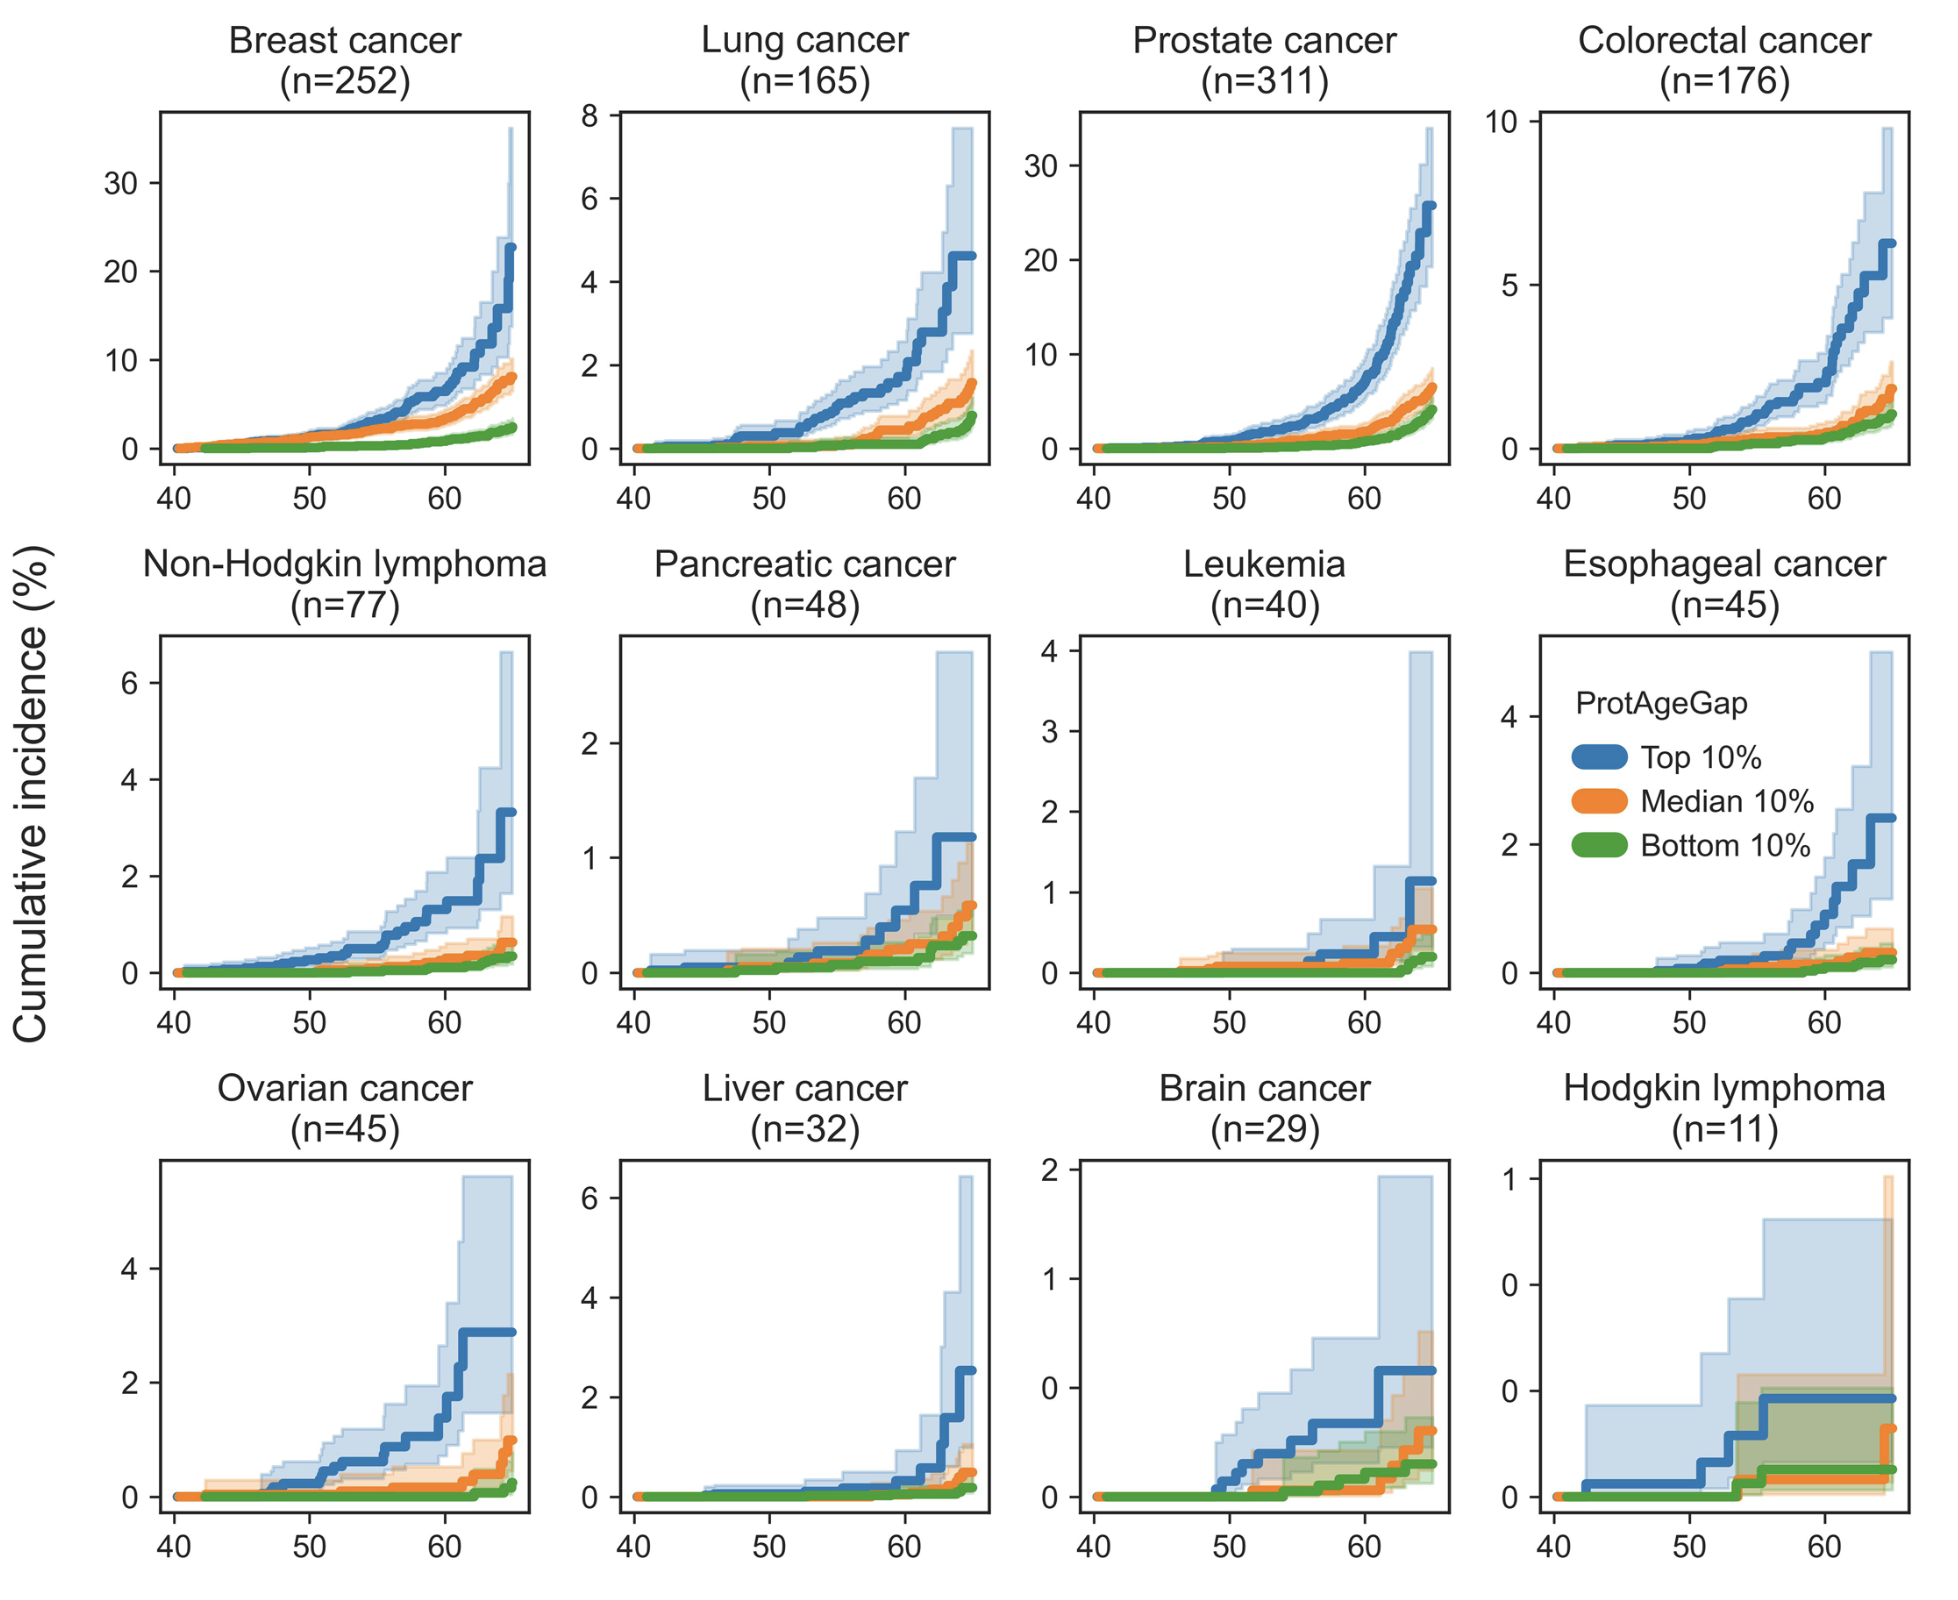 Breast cancer
(n=252)
Lung cancer
(n=165)
Prostate cancer
(n=311)
Colorectal cancer
(n=176)
30
20
10
0
40 50 60
8
6
4
2
0
40 50 60
30
20
10
0
40 50 60
10
5
0
40 50 60
Cumulative incidence (%)
Non-Hodgkin lymphoma
(n=77)
Pancreatic cancer
(n=48)
Leukemia
(n=40)
Esophageal cancer
(n=45)
6
4
2
0
40 50 60
2
1
0
40 50 60
4
3
2
1
0
40 50 60
4
2
0
40 50 60
ProtAgeGap
Top 10%
Median 10%
Bottom 10%
Ovarian cancer
(n=45)
Liver cancer
(n=32)
Brain cancer
(n=29)
Hodgkin lymphoma
(n=11)
4
2
0
40 50 60
6
4
2
0
40 50 60
2
1
0
0
40 50 60
1
0
0
0
40 50 60